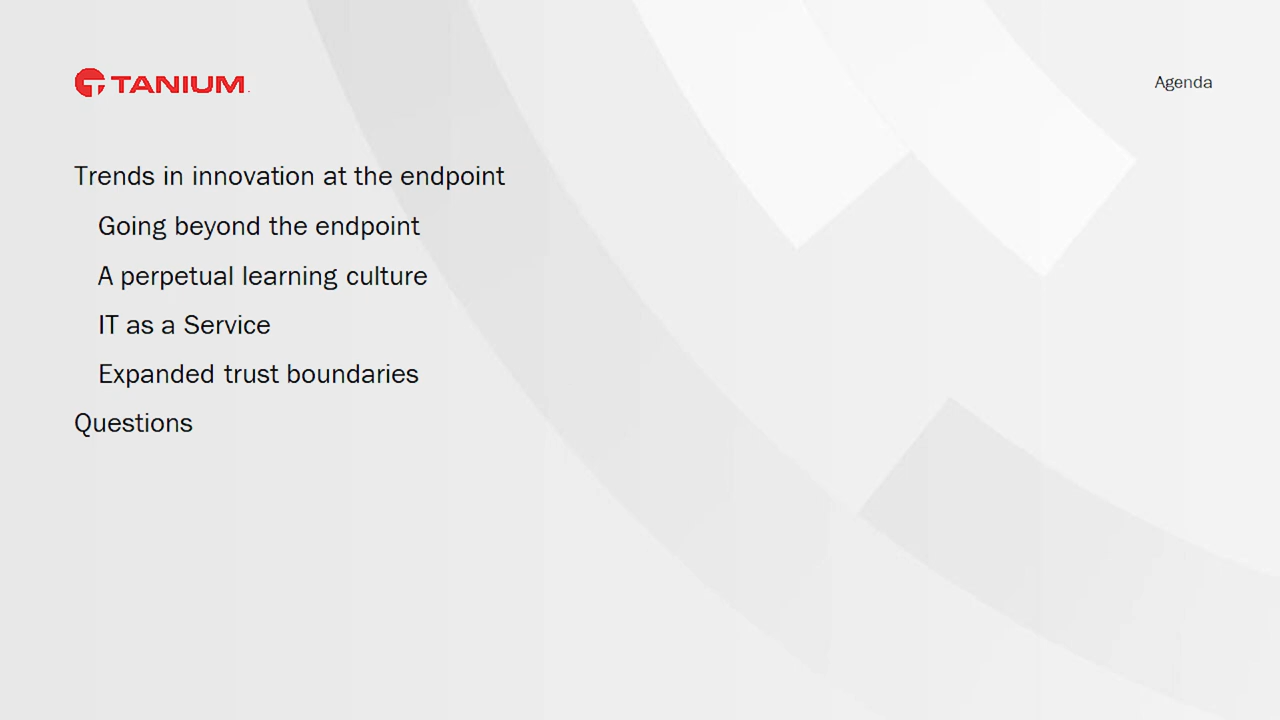 TANIUM
Agenda
Trends in innovation at the endpoint
Going beyond the endpoint
A perpetual learning culture
IT as a Service
Expanded trust boundaries
Questions